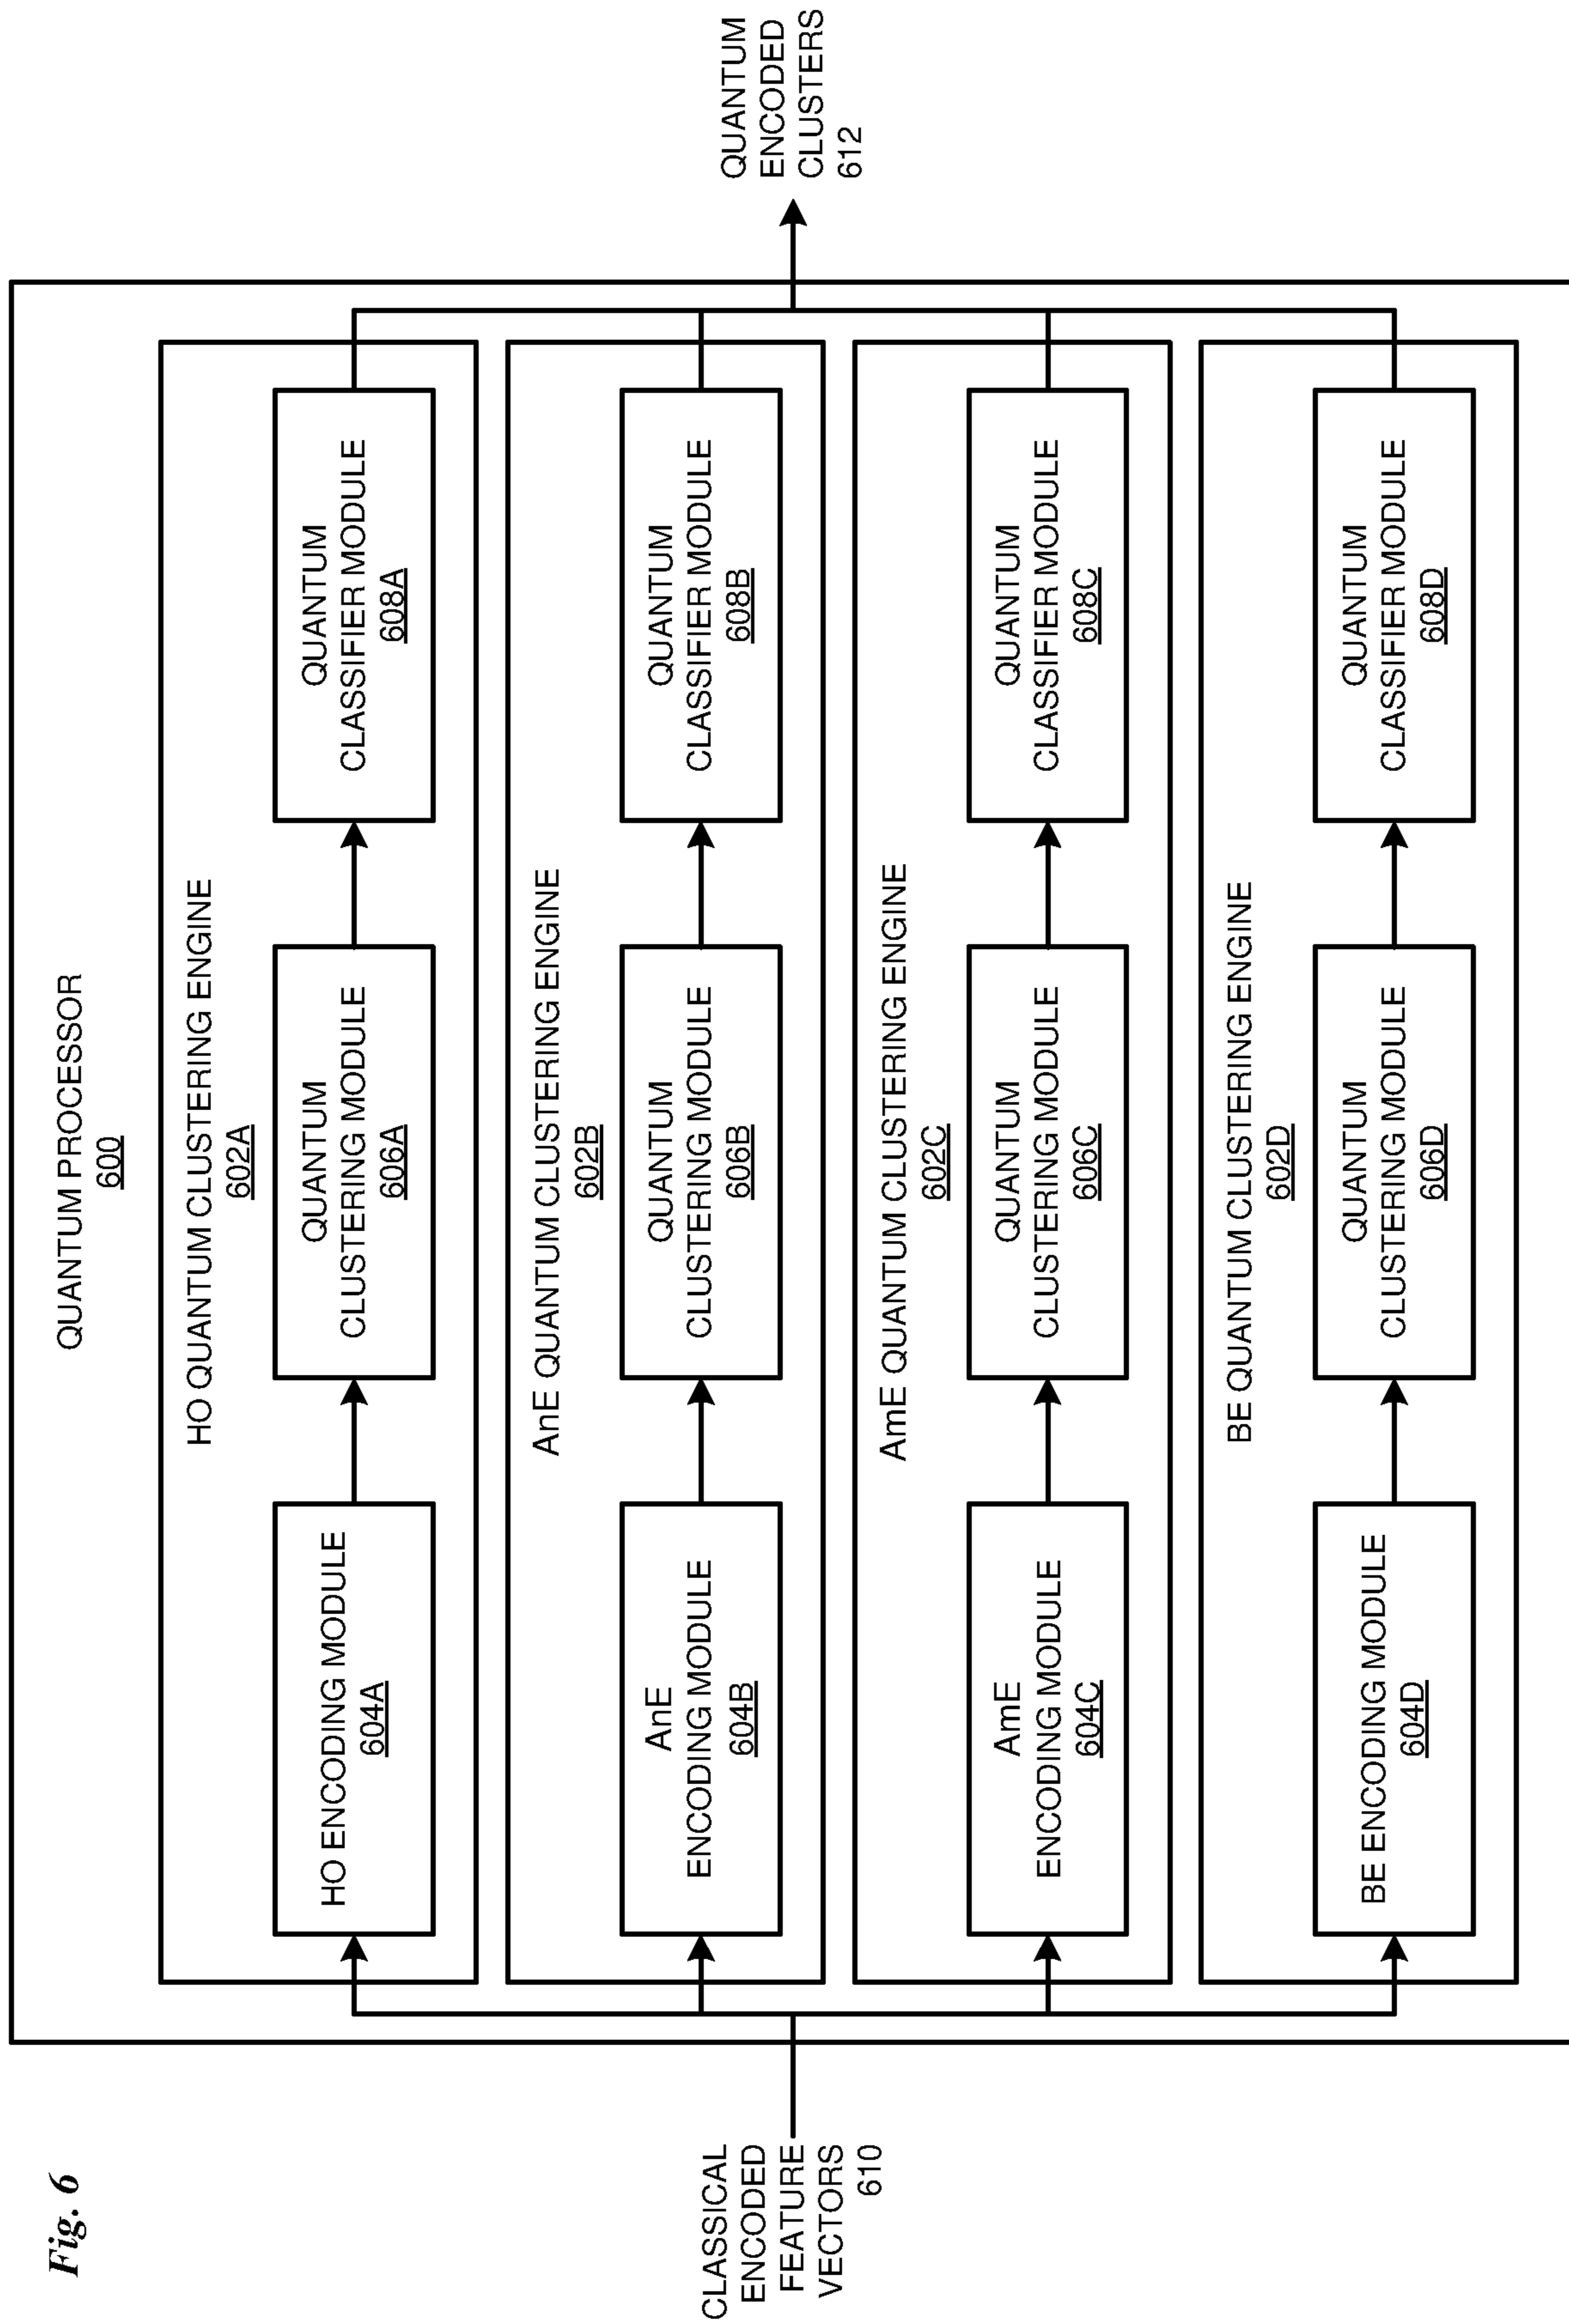 Fig. 6
QUANTUM PROCESSOR
600
HO QUANTUM CLUSTERING ENGINE
602A
HO ENCODING MODULE
604A
QUANTUM
CLUSTERING MODULE
606A
QUANTUM
CLASSIFIER MODULE
608A
AnE QUANTUM CLUSTERING ENGINE
602B
AnE
ENCODING MODULE
604B
QUANTUM
CLUSTERING MODULE
606B
QUANTUM
CLASSIFIER MODULE
608B
CLASSICAL
ENCODED
FEATURE
VECTORS
610
QUANTUM
ENCODED
CLUSTERS
612
AmE QUANTUM CLUSTERING ENGINE
602C
AmE
ENCODING MODULE
604C
QUANTUM
CLUSTERING MODULE
606C
QUANTUM
CLASSIFIER MODULE
608C
BE QUANTUM CLUSTERING ENGINE
602D
BE ENCODING MODULE
604D
QUANTUM
CLUSTERING MODULE
606D
QUANTUM
CLASSIFIER MODULE
608D